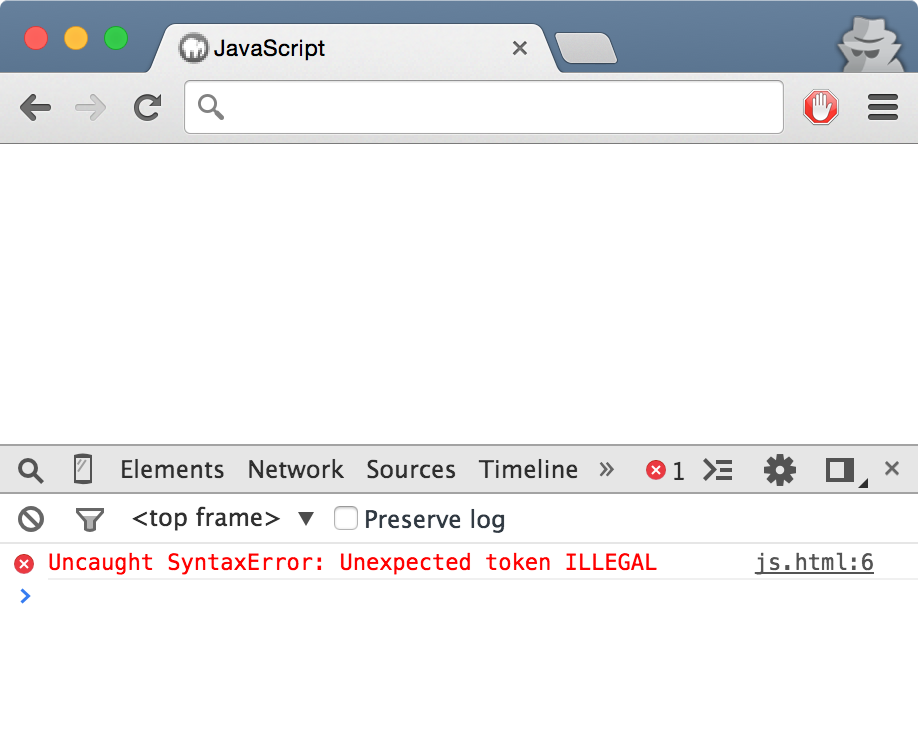 JavaScript
Elements Network Sources Timeline » 1
<top frame> ▼ Preserve log
Uncaught SyntaxError: Unexpected token ILLEGAL js.html:6